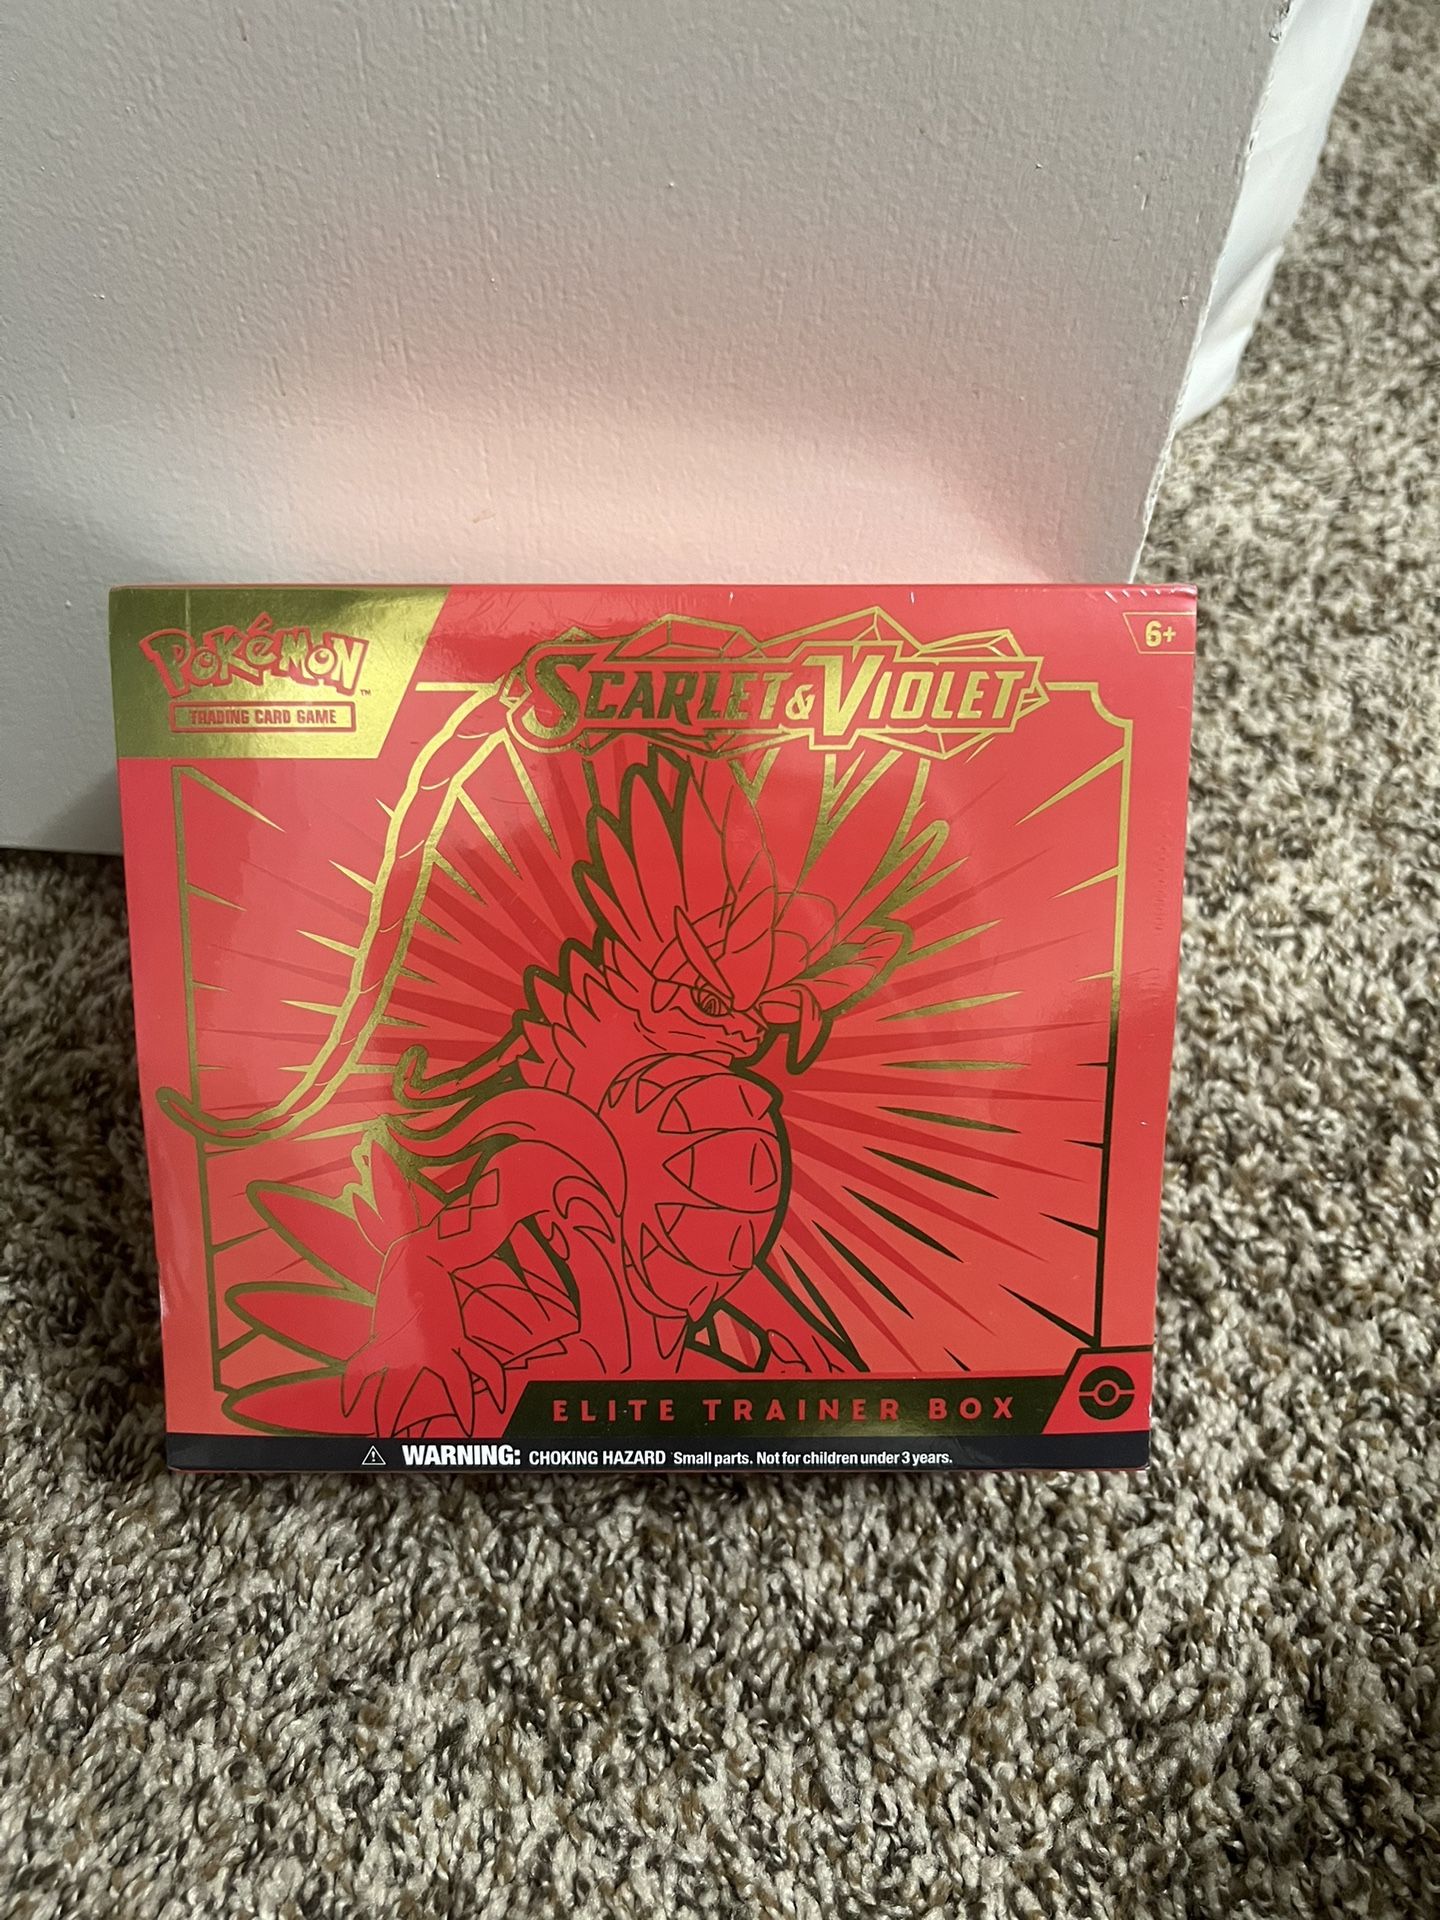 POKéMON™
TRADING CARD GAME
SCARLET & VIOLET
6+
ELITE TRAINER BOX
WARNING: CHOKING HAZARD Small parts. Not for children under 3 years.